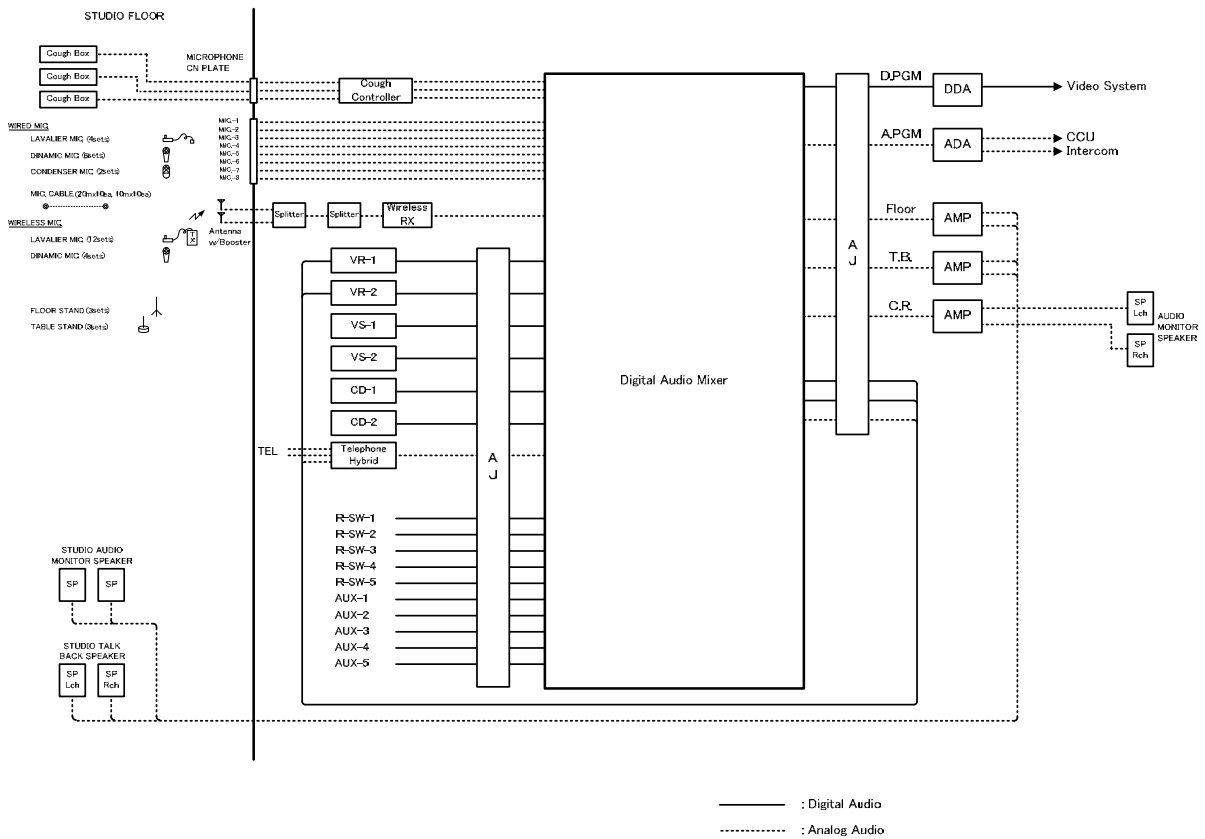 STUDIO FLOOR
Cough Box
Cough Box
Cough Box
MICROPHONE
CN PLATE
Cough
Controller
WIRED MIC
LAVALIER MIC (4sets)
DINAMIC MIC (6sets)
CONDENSER MIC (2sets)
MIC CABLE(20mx10ea, 10mx10ea)
MIC-1
MIC-2
MIC-3
MIC-4
MIC-5
MIC-6
MIC-7
MIC-8
WIRELESS MIC
LAVALIER MIC (12sets)
DINAMIC MIC (4sets)
TX
Antenna
w/Booster
Splitter
Splitter
Wireless
RX
FLOOR STAND (3sets)
TABLE STAND (3sets)
VR-1
VR-2
VS-1
VS-2
CD-1
CD-2
TEL
Telephone
Hybrid
A
J
R-SW-1
R-SW-2
R-SW-3
R-SW-4
R-SW-5
AUX-1
AUX-2
AUX-3
AUX-4
AUX-5
Digital Audio Mixer
A
J
D.PGM
DDA
Video System
A.PGM
ADA
CCU
Intercom
Floor
AMP
T.B.
AMP
C.R.
AMP
SP
Lch
SP
Rch
AUDIO
MONITOR
SPEAKER
STUDIO AUDIO
MONITOR SPEAKER
SP
SP
STUDIO TALK
BACK SPEAKER
SP
Lch
SP
Rch
: Digital Audio
: Analog Audio